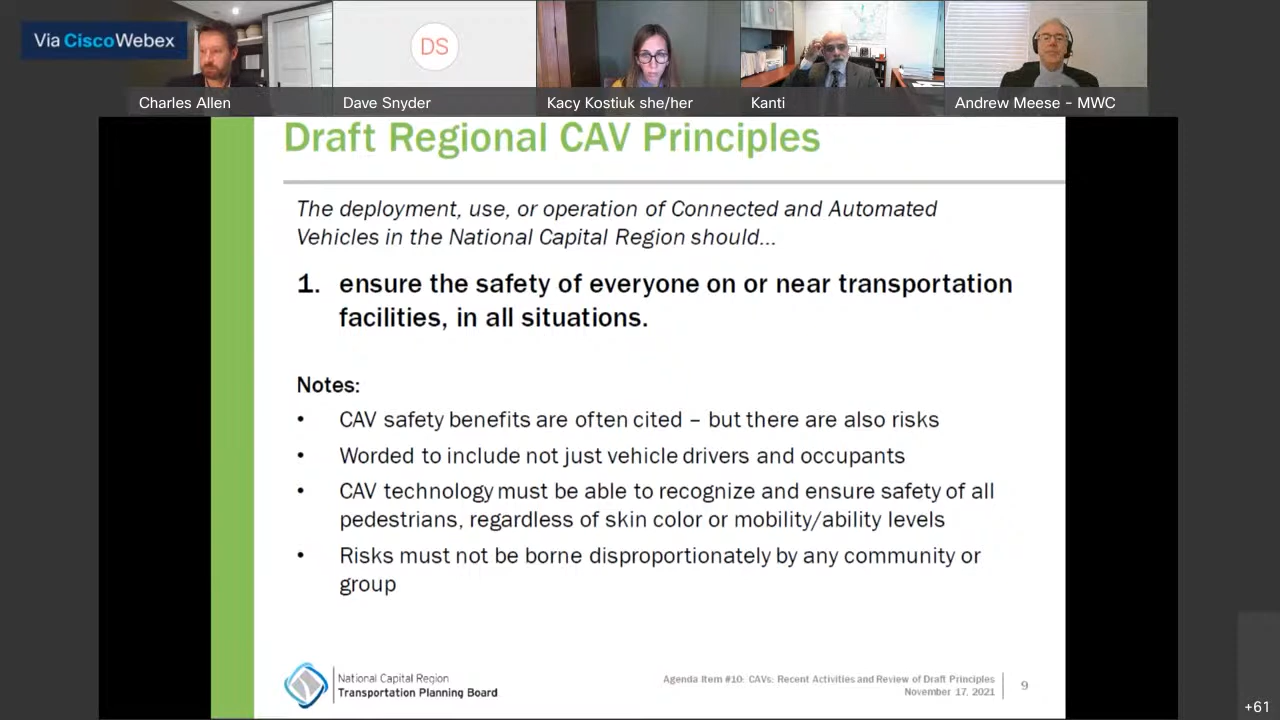 Via CiscoWebex
DS
Charles Allen
Dave Snyder
Kacy Kostiuk she/her
Kanti
Andrew Meese - MWC
Draft Regional CAV Principles
The deployment, use, or operation of Connected and Automated
Vehicles in the National Capital Region should...
1. ensure the safety of everyone on or near transportation
facilities, in all situations.
Notes:
• CAV safety benefits are often cited – but there are also risks
• Worded to include not just vehicle drivers and occupants
• CAV technology must be able to recognize and ensure safety of all
pedestrians, regardless of skin color or mobility/ability levels
• Risks must not be borne disproportionately by any community or
group
National Capital Region
Transportation Planning Board
Agenda Item #10: CAVs: Recent Activities and Review of Draft Principles
November 17, 2021
9
+61